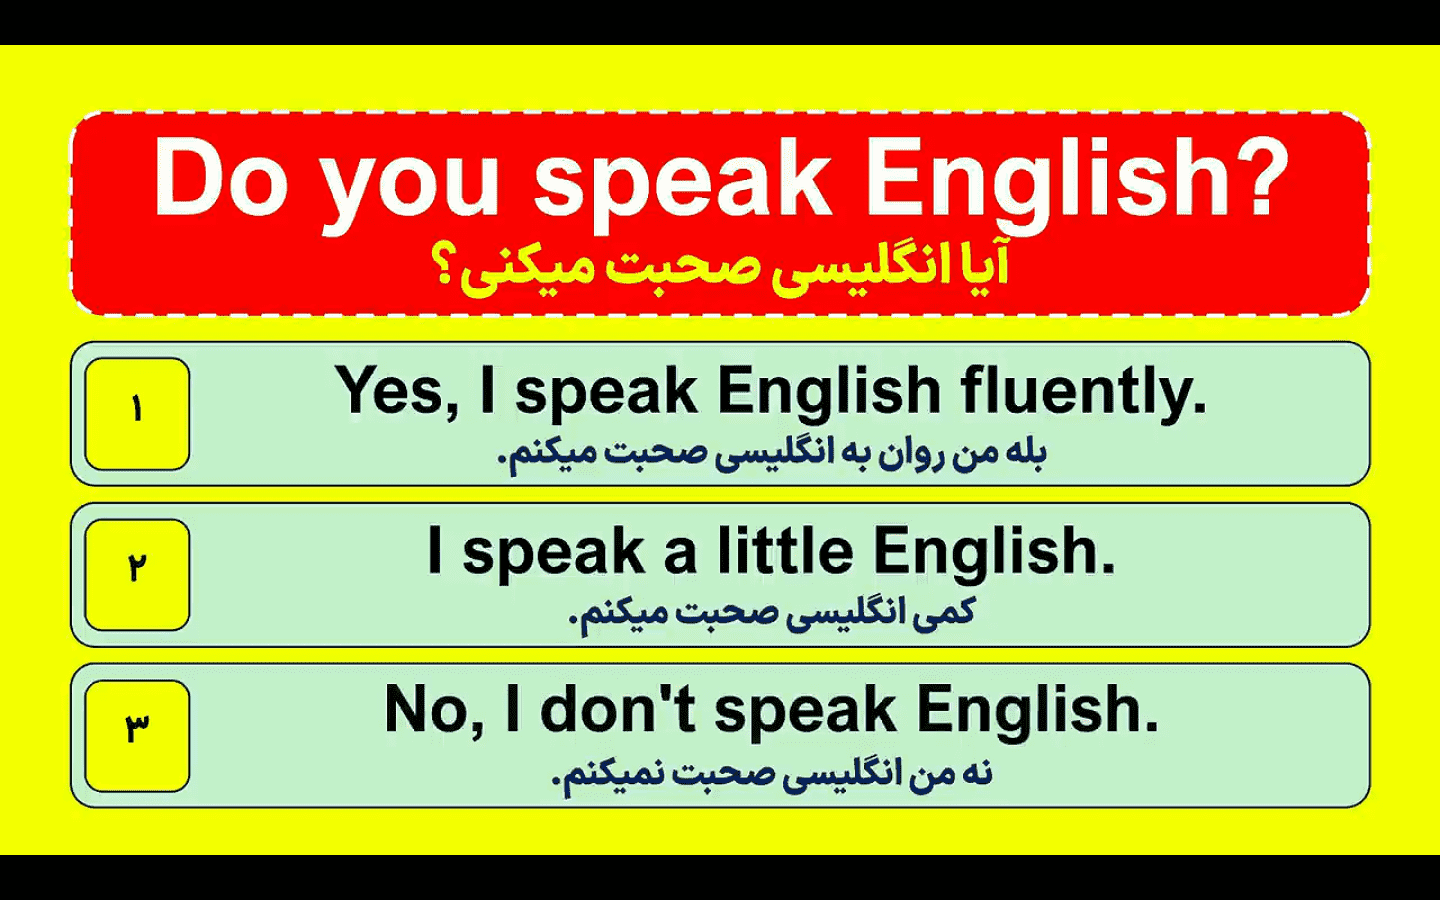 Do you speak English?
آیا انگلیسی صحبت میکنی؟
۱
Yes, I speak English fluently.
بله من روان به انگلیسی صحبت میکنم.
۲
I speak a little English.
کمی انگلیسی صحبت میکنم.
۳
No, I don't speak English.
نه من انگلیسی صحبت نمیکنم.